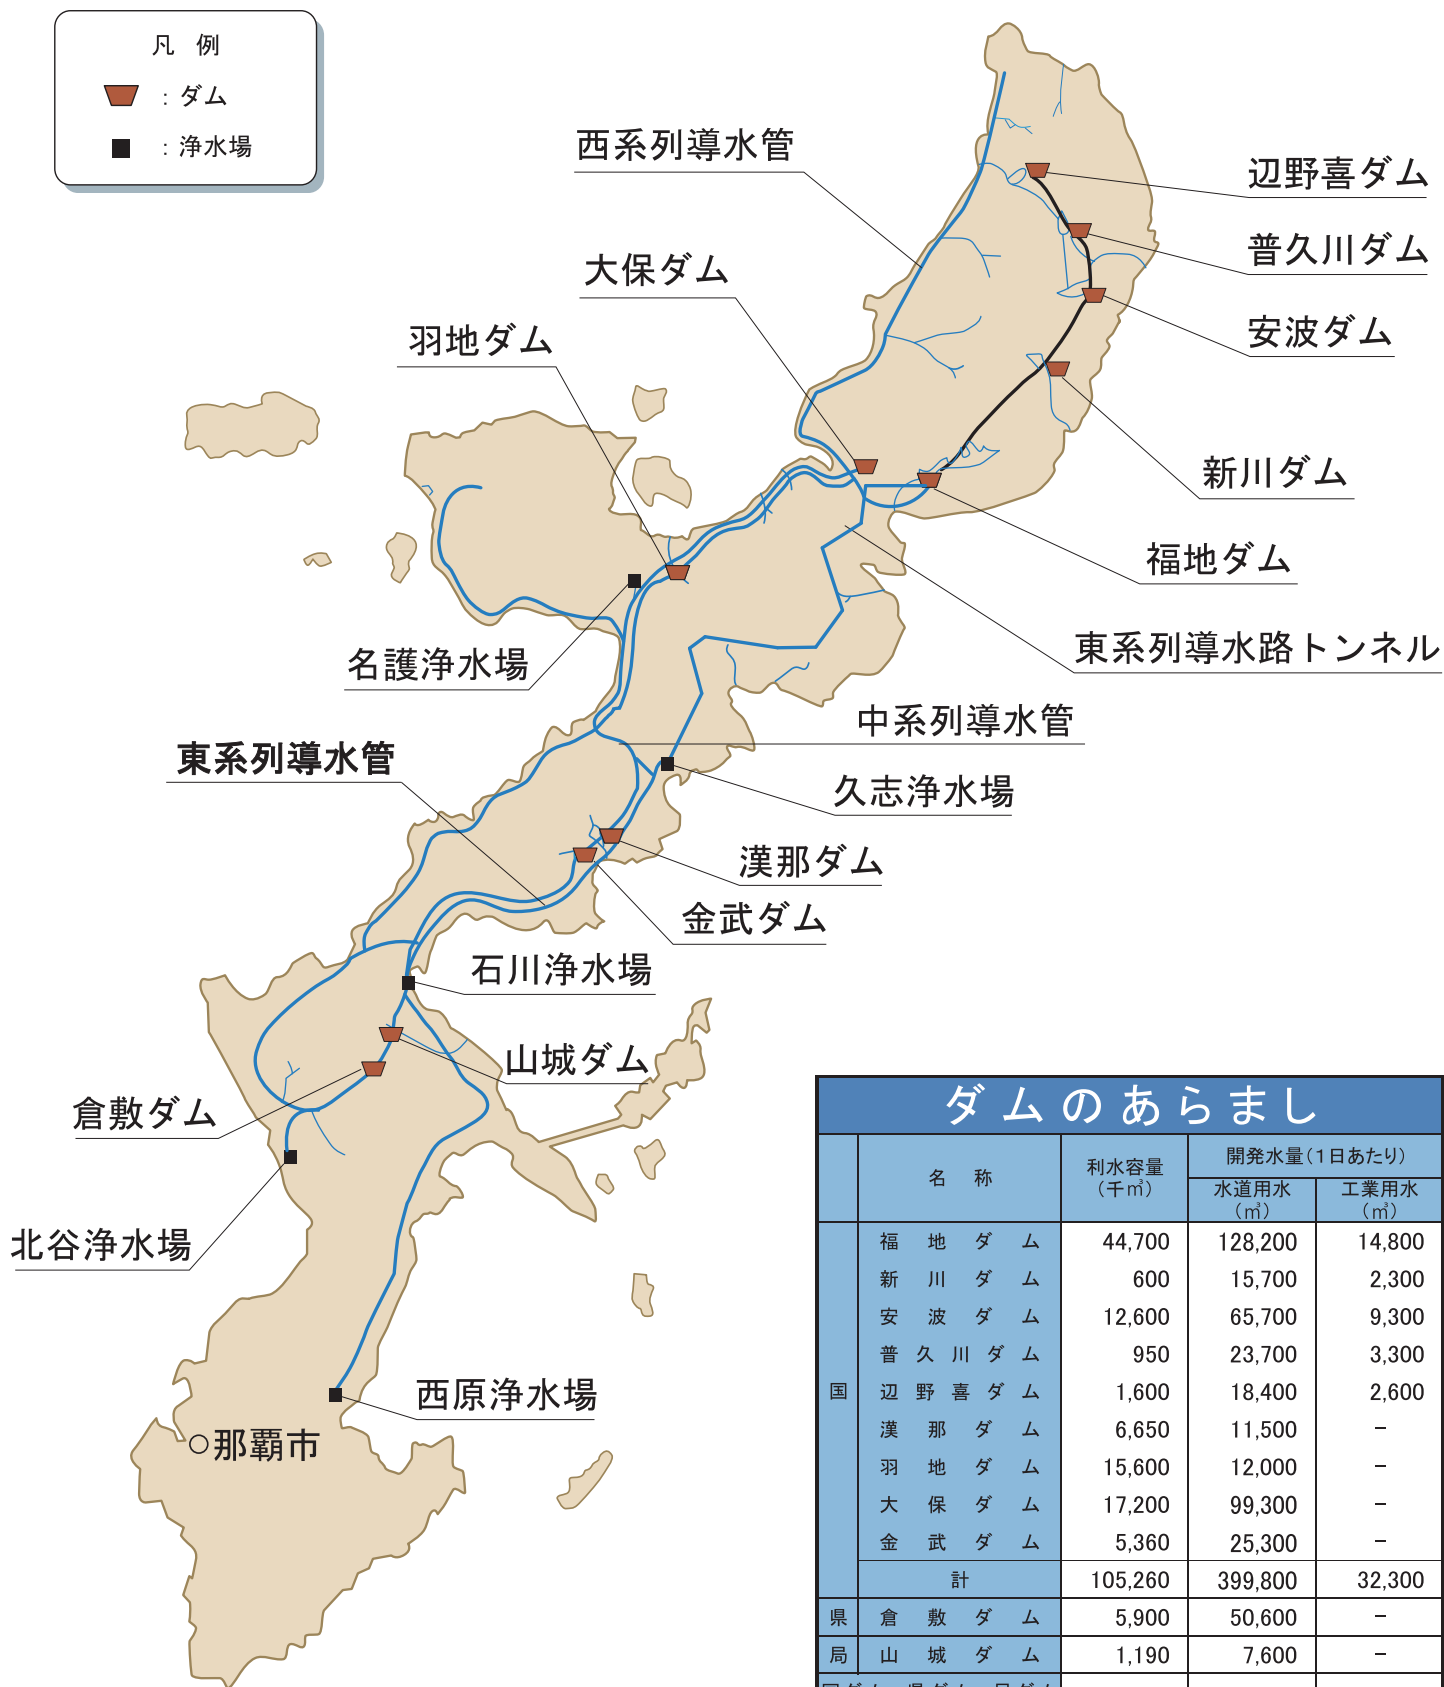 凡例
：ダム
：浄水場
西系列導水管
辺野喜ダム
普久川ダム
大保ダム
安波ダム
羽地ダム
新川ダム
福地ダム
東系列導水路トンネル
名護浄水場
中系列導水管
東系列導水管
久志浄水場
漢那ダム
金武ダム
石川浄水場
山城ダム
倉敷ダム
北谷浄水場
西原浄水場
那覇市
ダムのあらまし
名称 利水容量（千㎥） 開発水量（1日あたり）
水道用水（㎥） 工業用水（㎥）
国
福地ダム 44,700 128,200 14,800
新川ダム 600 15,700 2,300
安波ダム 12,600 65,700 9,300
普久川ダム 950 23,700 3,300
辺野喜ダム 1,600 18,400 2,600
漢那ダム 6,650 11,500 －
羽地ダム 15,600 12,000 －
大保ダム 17,200 99,300 －
金武ダム 5,360 25,300 －
計 105,260 399,800 32,300
県 倉敷ダム 5,900 50,600 －
局 山城ダム 1,190 7,600 －